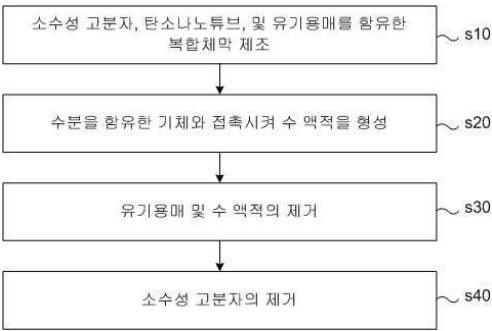 소수성 고분자, 탄소나노튜브, 및 유기용매를 함유한
복합체막 제조
s10
수분을 함유한 기체와 접촉시켜 수 액적을 형성
s20
유기용매 및 수 액적의 제거
s30
소수성 고분자의 제거
s40